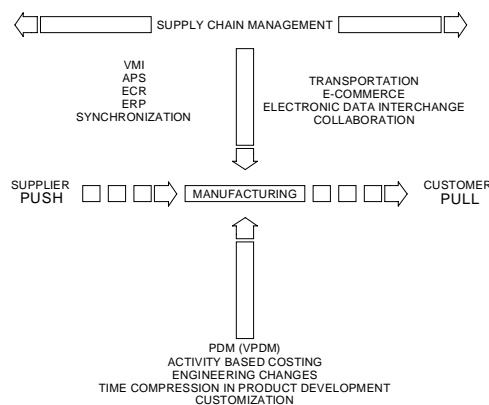 SUPPLY CHAIN MANAGEMENT
VMI
APS
ECR
ERP
SYNCHRONIZATION
TRANSPORTATION
E-COMMERCE
ELECTRONIC DATA INTERCHANGE
COLLABORATION
SUPPLIER
PUSH
MANUFACTURING
CUSTOMER
PULL
PDM (VPDM)
ACTIVITY BASED COSTING
ENGINEERING CHANGES
TIME COMPRESSION IN PRODUCT DEVELOPMENT
CUSTOMIZATION